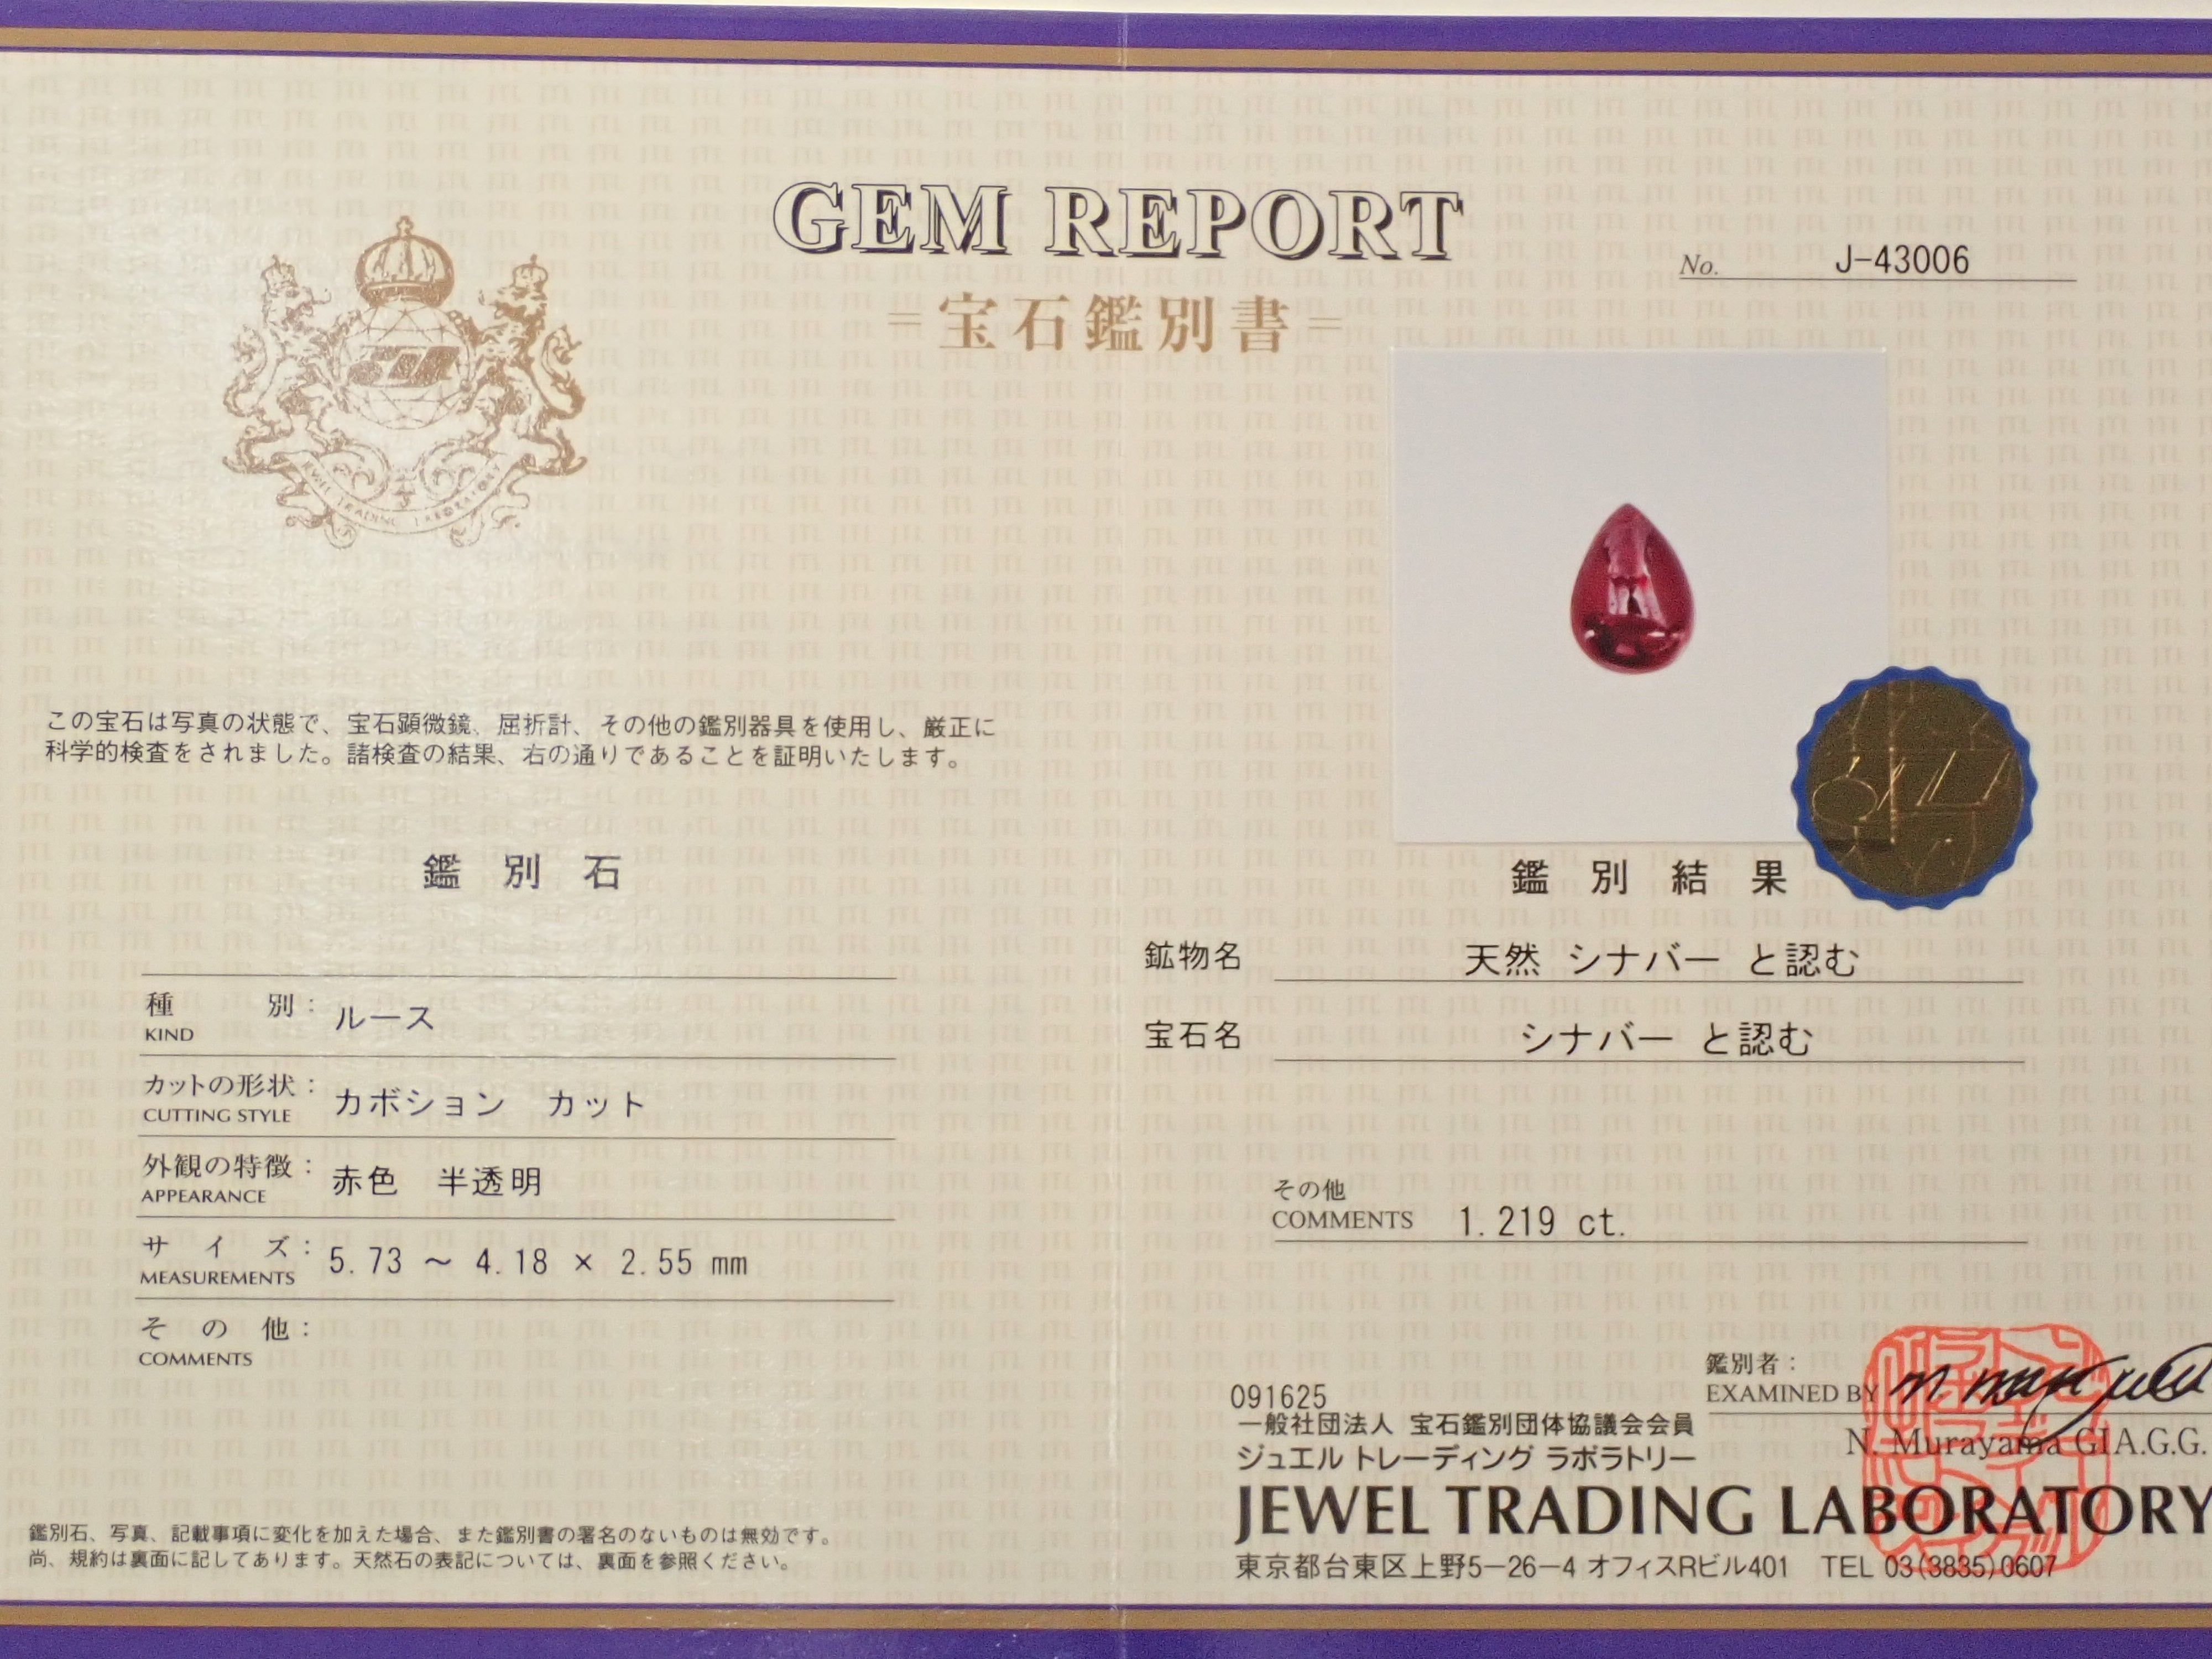 GEM REPORT
=宝石鑑別書=
No. J-43006
JEWEL TRADING LABORATORY
この宝石は写真の状態で、宝石顕微鏡、屈折計、その他の鑑別器具を使用し、厳正に
科学的検査をされました。諸検査の結果、右の通りであることを証明いたします。
鑑別石
種別: ルース
KIND
カットの形状: カボション カット
CUTTING STYLE
外観の特徴: 赤色 半透明
APPEARANCE
サイズ: 5.73 ~ 4.18 × 2.55 mm
MEASUREMENTS
その他:
COMMENTS
鑑別石、写真、記載事項に変化を加えた場合、また鑑別書の署名のないものは無効です。
尚、規約は裏面に記してあります。天然石の表記については、裏面を参照ください。
鑑別結果
鉱物名 天然 シナバー と認む
宝石名 シナバー と認む
その他
COMMENTS 1.219 ct.
鑑別者:
EXAMINED BY
N. Murayama GIA.G.G.
091625
一般社団法人 宝石鑑別団体協議会会員
ジュエル トレーディング ラボラトリー
JEWEL TRADING LABORATORY
東京都台東区上野5-26-4 オフィスRビル401 TEL 03(3835)0607